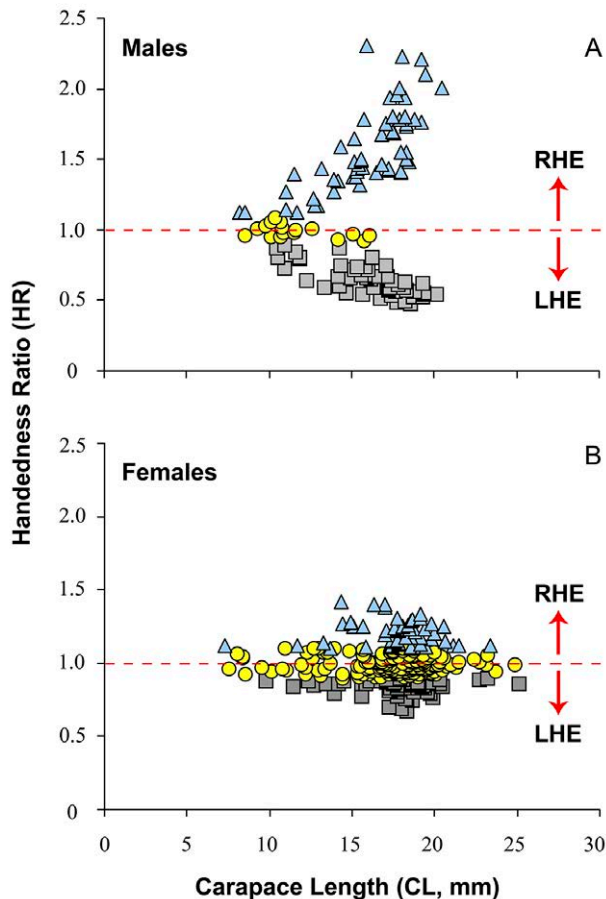 Males
A
2.5
2.0
1.5
1.0
0.5
0
RHE
LHE
Handedness Ratio (HR)
Females
B
2.5
2.0
1.5
1.0
0.5
0
RHE
LHE
0 5 10 15 20 25 30
Carapace Length (CL, mm)